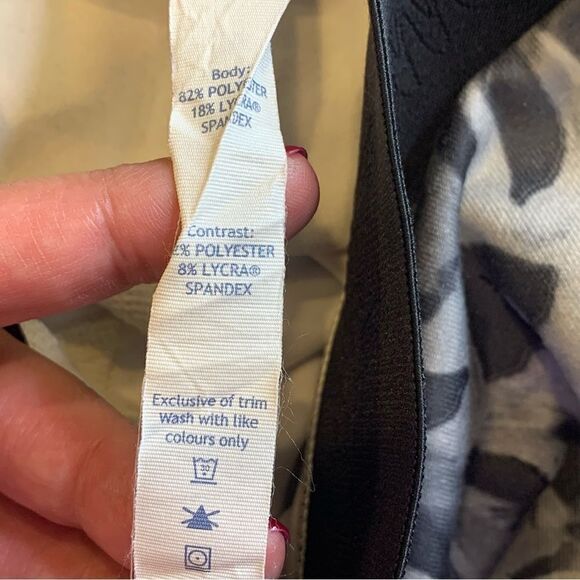 Body:
82% POLYESTER
18% LYCRA®
SPANDEX
Contrast:
% POLYESTER
8% LYCRA®
SPANDEX
Exclusive of trim
Wash with like
colours only
30